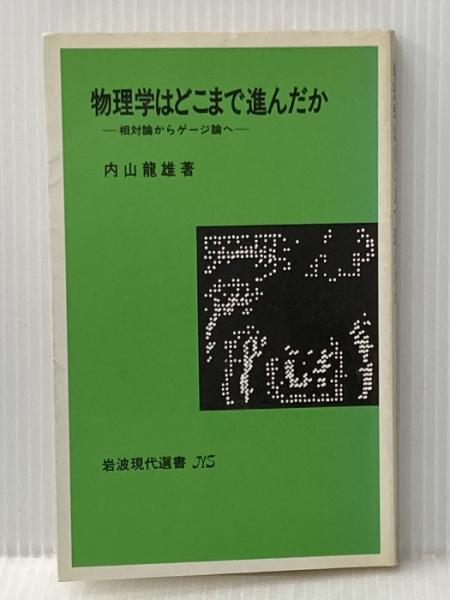 物理学はどこまで進んだか
—相対論からゲージ論へ—
内山龍雄著
岩波現代選書 NS